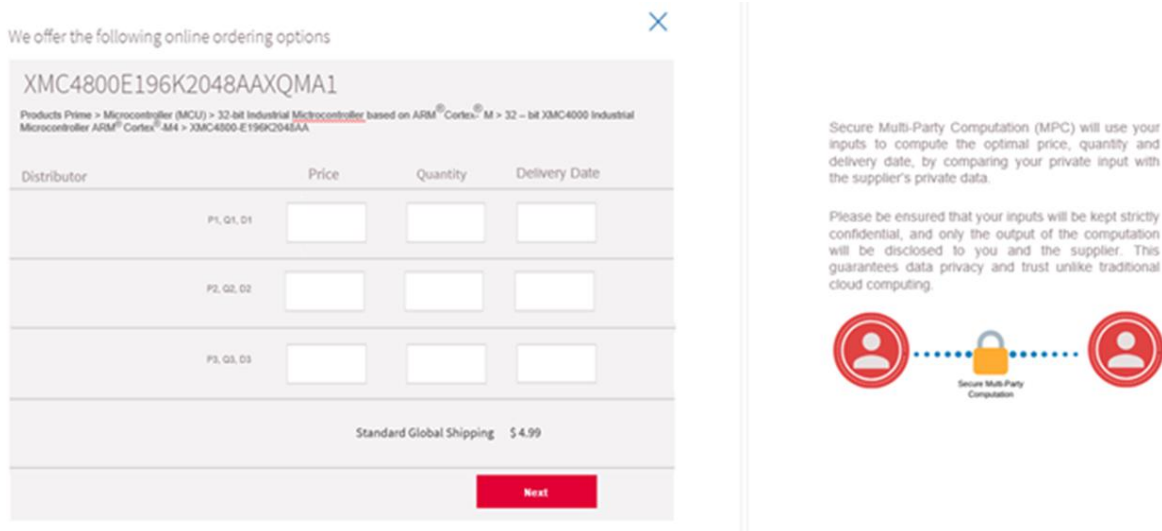 We offer the following online ordering options
XMC4800E196K2048AAXQMA1
Products Prime > Microcontroller (MCU) > 32-bit Industrial Mictrocontroller based on ARM® Cortex-® M > 32 – bit XMC4000 Industrial
Microcontroller ARM® Cortex®-M4 > XMC4800-E196K2048AA
Distributor Price Quantity Delivery Date
P1, Q1, D1
P2, Q2, D2
P3, Q3, D3
Standard Global Shipping $ 4.99
Next
Secure Multi-Party Computation (MPC) will use your
inputs to compute the optimal price, quantity and
delivery date, by comparing your private input with
the supplier's private data.
Please be ensured that your inputs will be kept strictly
confidential, and only the output of the computation
will be disclosed to you and the supplier. This
guarantees data privacy and trust unlike traditional
cloud computing.
Secure Multi-Party
Computation